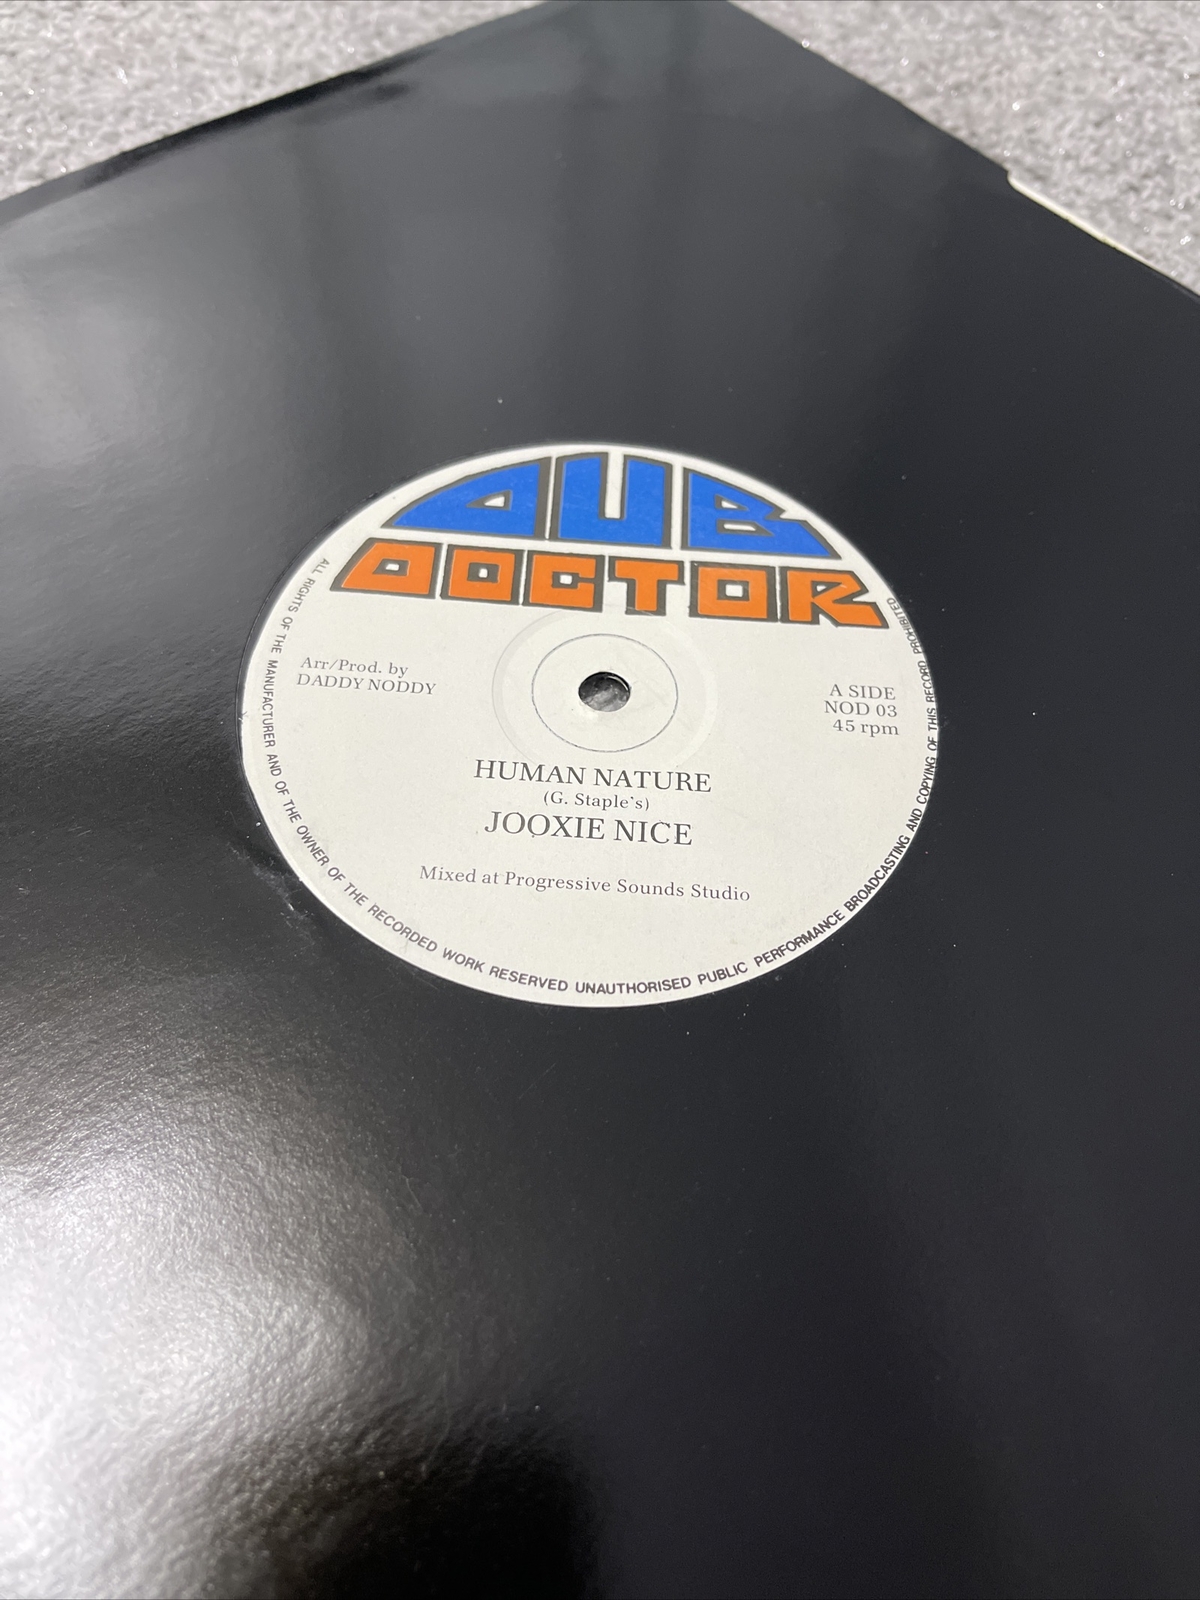 DUB
DOCTOR
Arr/Prod. by
DADDY NODDY
A SIDE
NOD 03
45 rpm
HUMAN NATURE
(G. Staple`s)
JOOXIE NICE
Mixed at Progressive Sounds Studio
ALL RIGHTS OF THE MANUFACTURER AND OF THE OWNER OF THE RECORDED WORK RESERVED UNAUTHORISED PUBLIC PERFORMANCE BROADCASTING AND COPYING OF THIS RECORD PROHIBITED